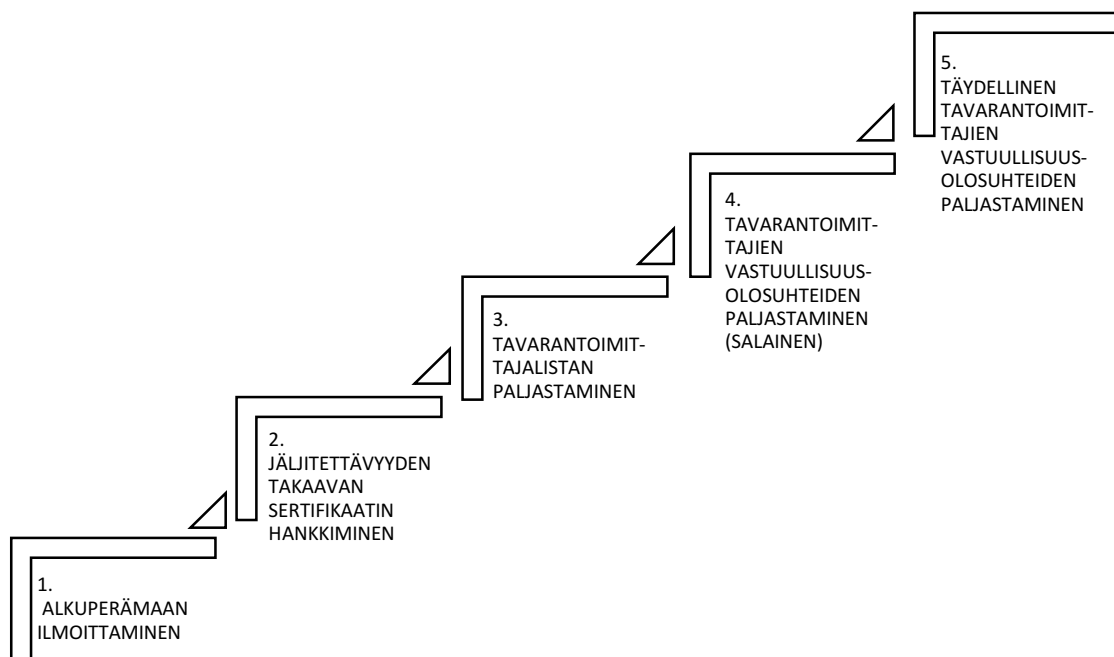 5.
TÄYDELLINEN
TAVARANTOIMIT-
TAJIEN
VASTUULLISUUS-
OLOSUHTEIDEN
PALJASTAMINEN
4.
TAVARANTOIMIT-
TAJIEN
VASTUULLISUUS-
OLOSUHTEIDEN
PALJASTAMINEN
(SALAINEN)
3.
TAVARANTOIMIT-
TAJALISTAN
PALJASTAMINEN
2.
JÄLJITETTÄVYYDEN
TAKAAVAN
SERTIFIKAATIN
HANKKIMINEN
1.
ALKUPERÄMAAN
ILMOITTAMINEN